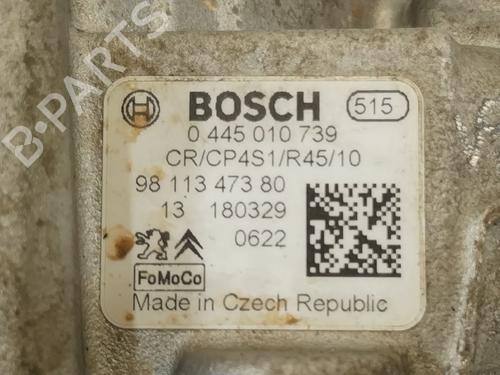 B-PARTS
BOSCH 515
0 445 010 739
CR/CP4S1/R45/10
98 113 473 80
13 180329
0622
FoMoCo
Made in Czech Republic